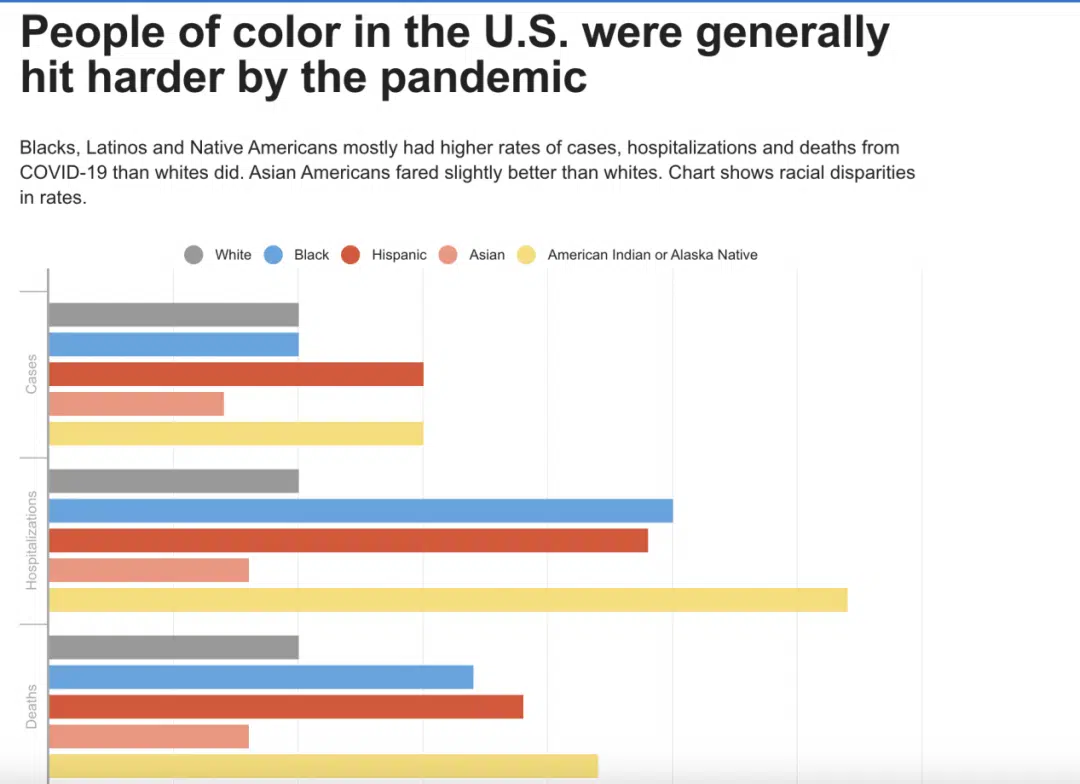 People of color in the U.S. were generally
hit harder by the pandemic
Blacks, Latinos and Native Americans mostly had higher rates of cases, hospitalizations and deaths from
COVID-19 than whites did. Asian Americans fared slightly better than whites. Chart shows racial disparities
in rates.
White Black Hispanic Asian American Indian or Alaska Native
Cases
Hospitalizations
Deaths